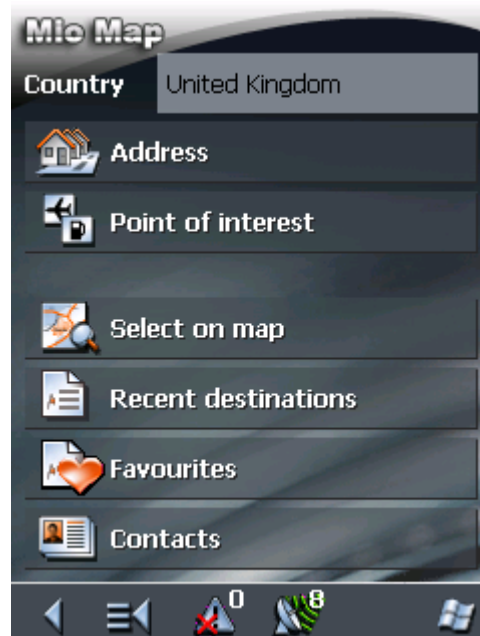 Mio Map
Country United Kingdom
Address
Point of interest
Select on map
Recent destinations
Favourites
Contacts
0 8